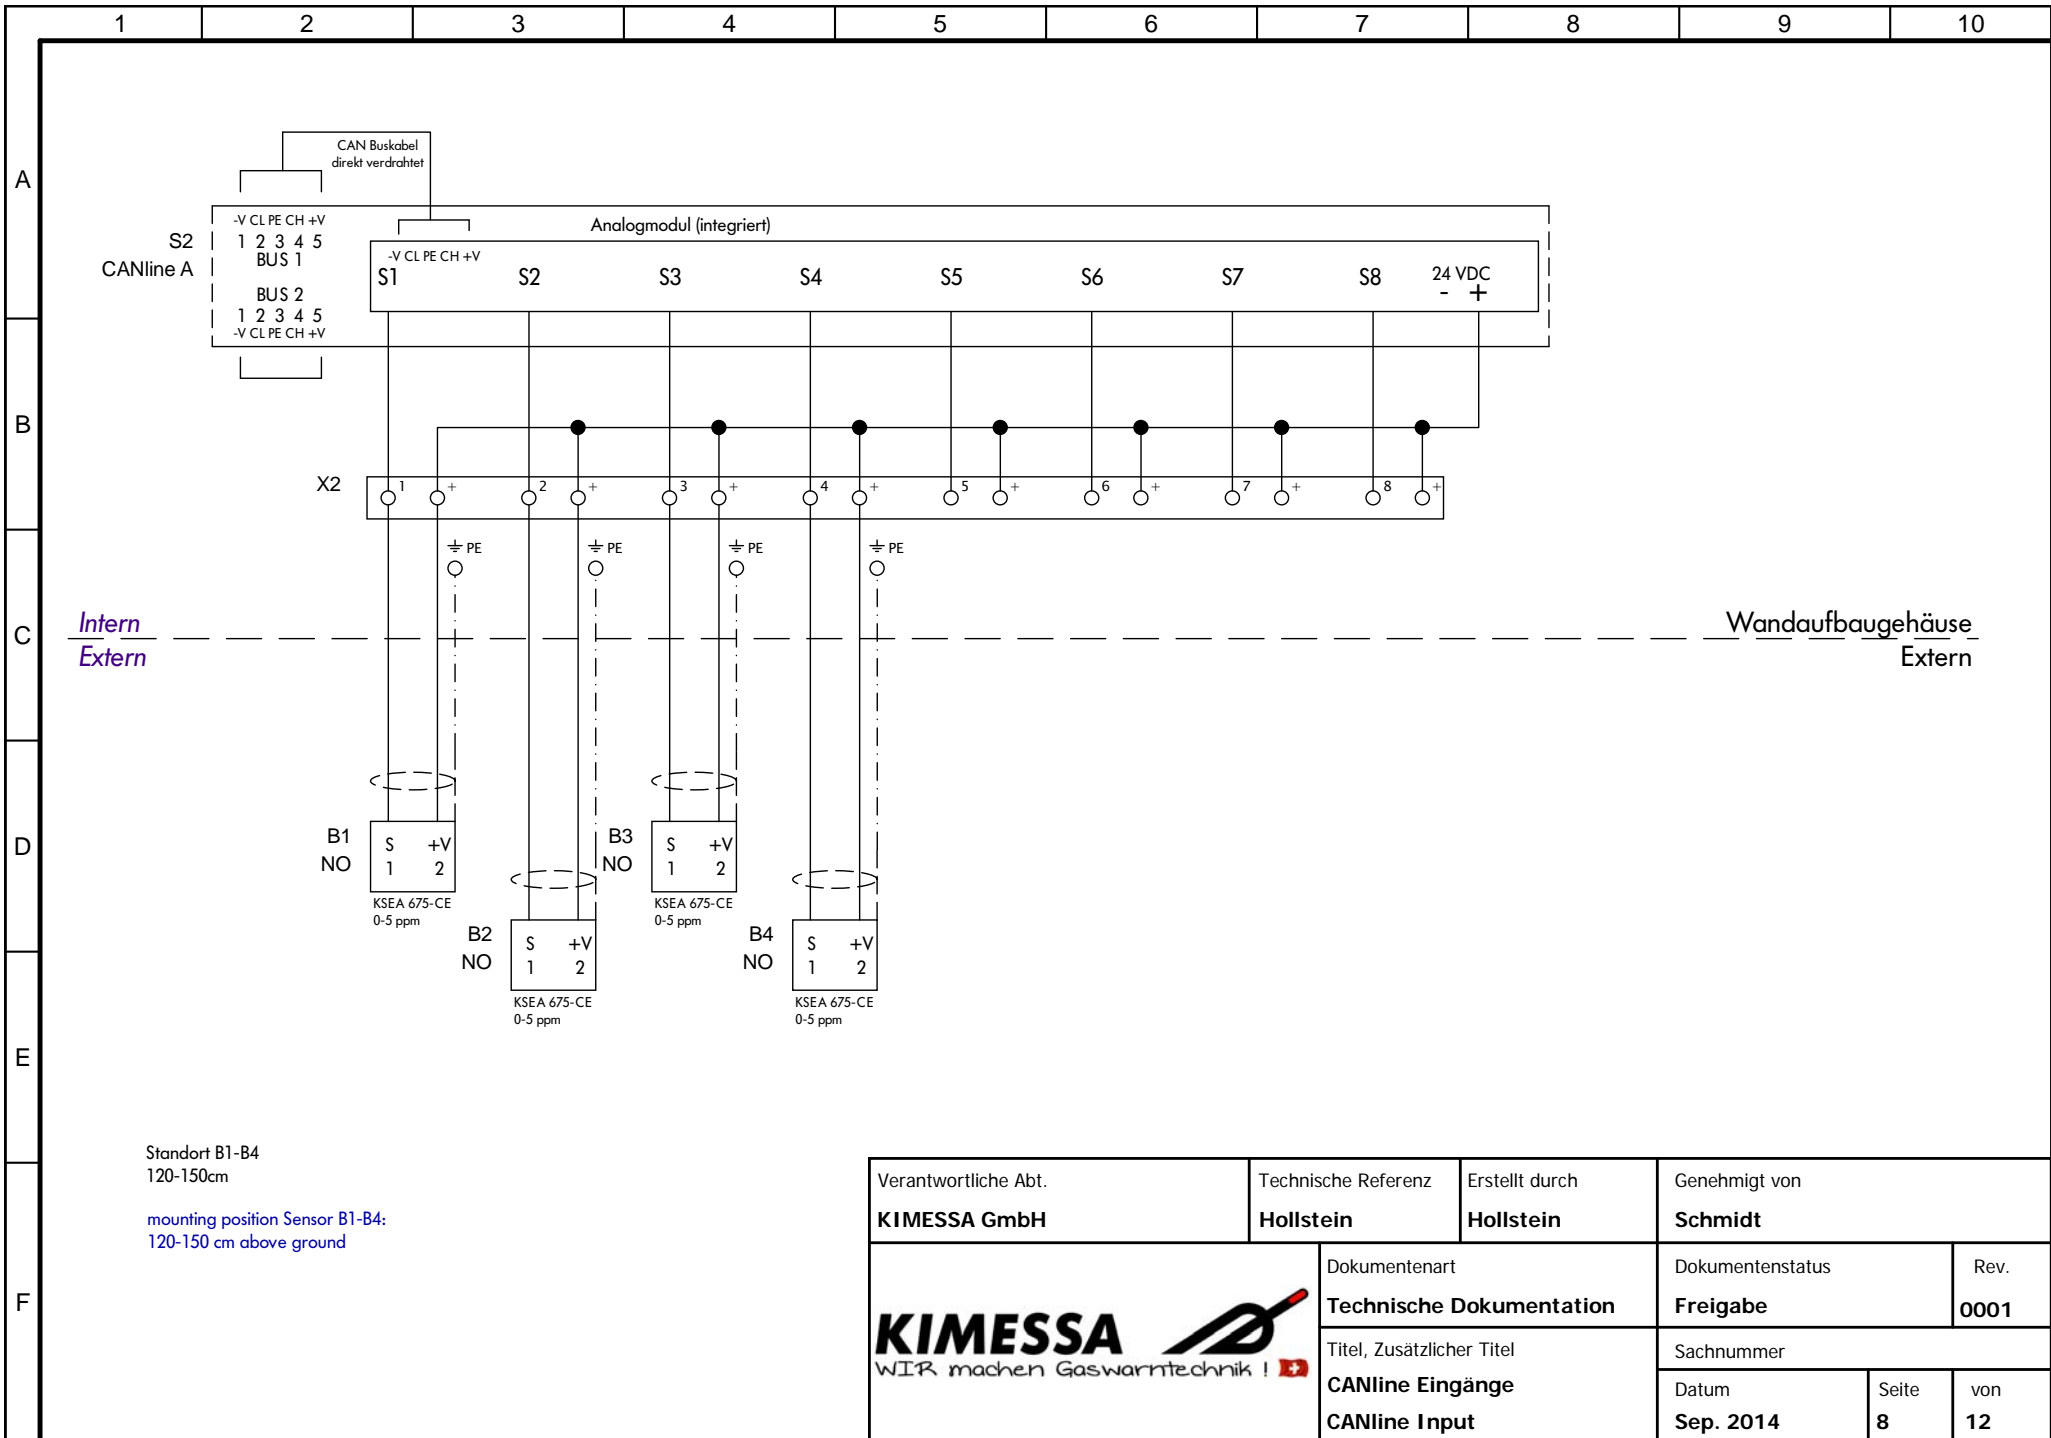 1 2 3 4 5 6 7 8 9 10
A
B
C
D
E
F
CAN Buskabel
direkt verdrahtet
S2
CANline A
-V CL PE CH +V
1 2 3 4 5
BUS 1
BUS 2
1 2 3 4 5
-V CL PE CH +V
Analogmodul (integriert)
-V CL PE CH +V
S1 S2 S3 S4 S5 S6 S7 S8 24 VDC
- +
X2
1 + 2 + 3 + 4 + 5 + 6 + 7 + 8 +
PE PE PE PE
Intern
Extern
Wandaufbaugehäuse
Extern
B1
NO
S +V
1 2
KSEA 675-CE
0-5 ppm
B2
NO
S +V
1 2
KSEA 675-CE
0-5 ppm
B3
NO
S +V
1 2
KSEA 675-CE
0-5 ppm
B4
NO
S +V
1 2
KSEA 675-CE
0-5 ppm
Standort B1-B4
120-150cm
mounting position Sensor B1-B4:
120-150 cm above ground
Verantwortliche Abt.
KIMESSA GmbH
Technische Referenz
Hollstein
Erstellt durch
Hollstein
Genehmigt von
Schmidt
KIMESSA
WIR machen Gaswarntechnik !
Dokumentenart
Technische Dokumentation
Dokumentenstatus
Freigabe
Rev.
0001
Titel, Zusätzlicher Titel
CANline Eingänge
CANline Input
Sachnummer
Datum
Sep. 2014
Seite
8
von
12